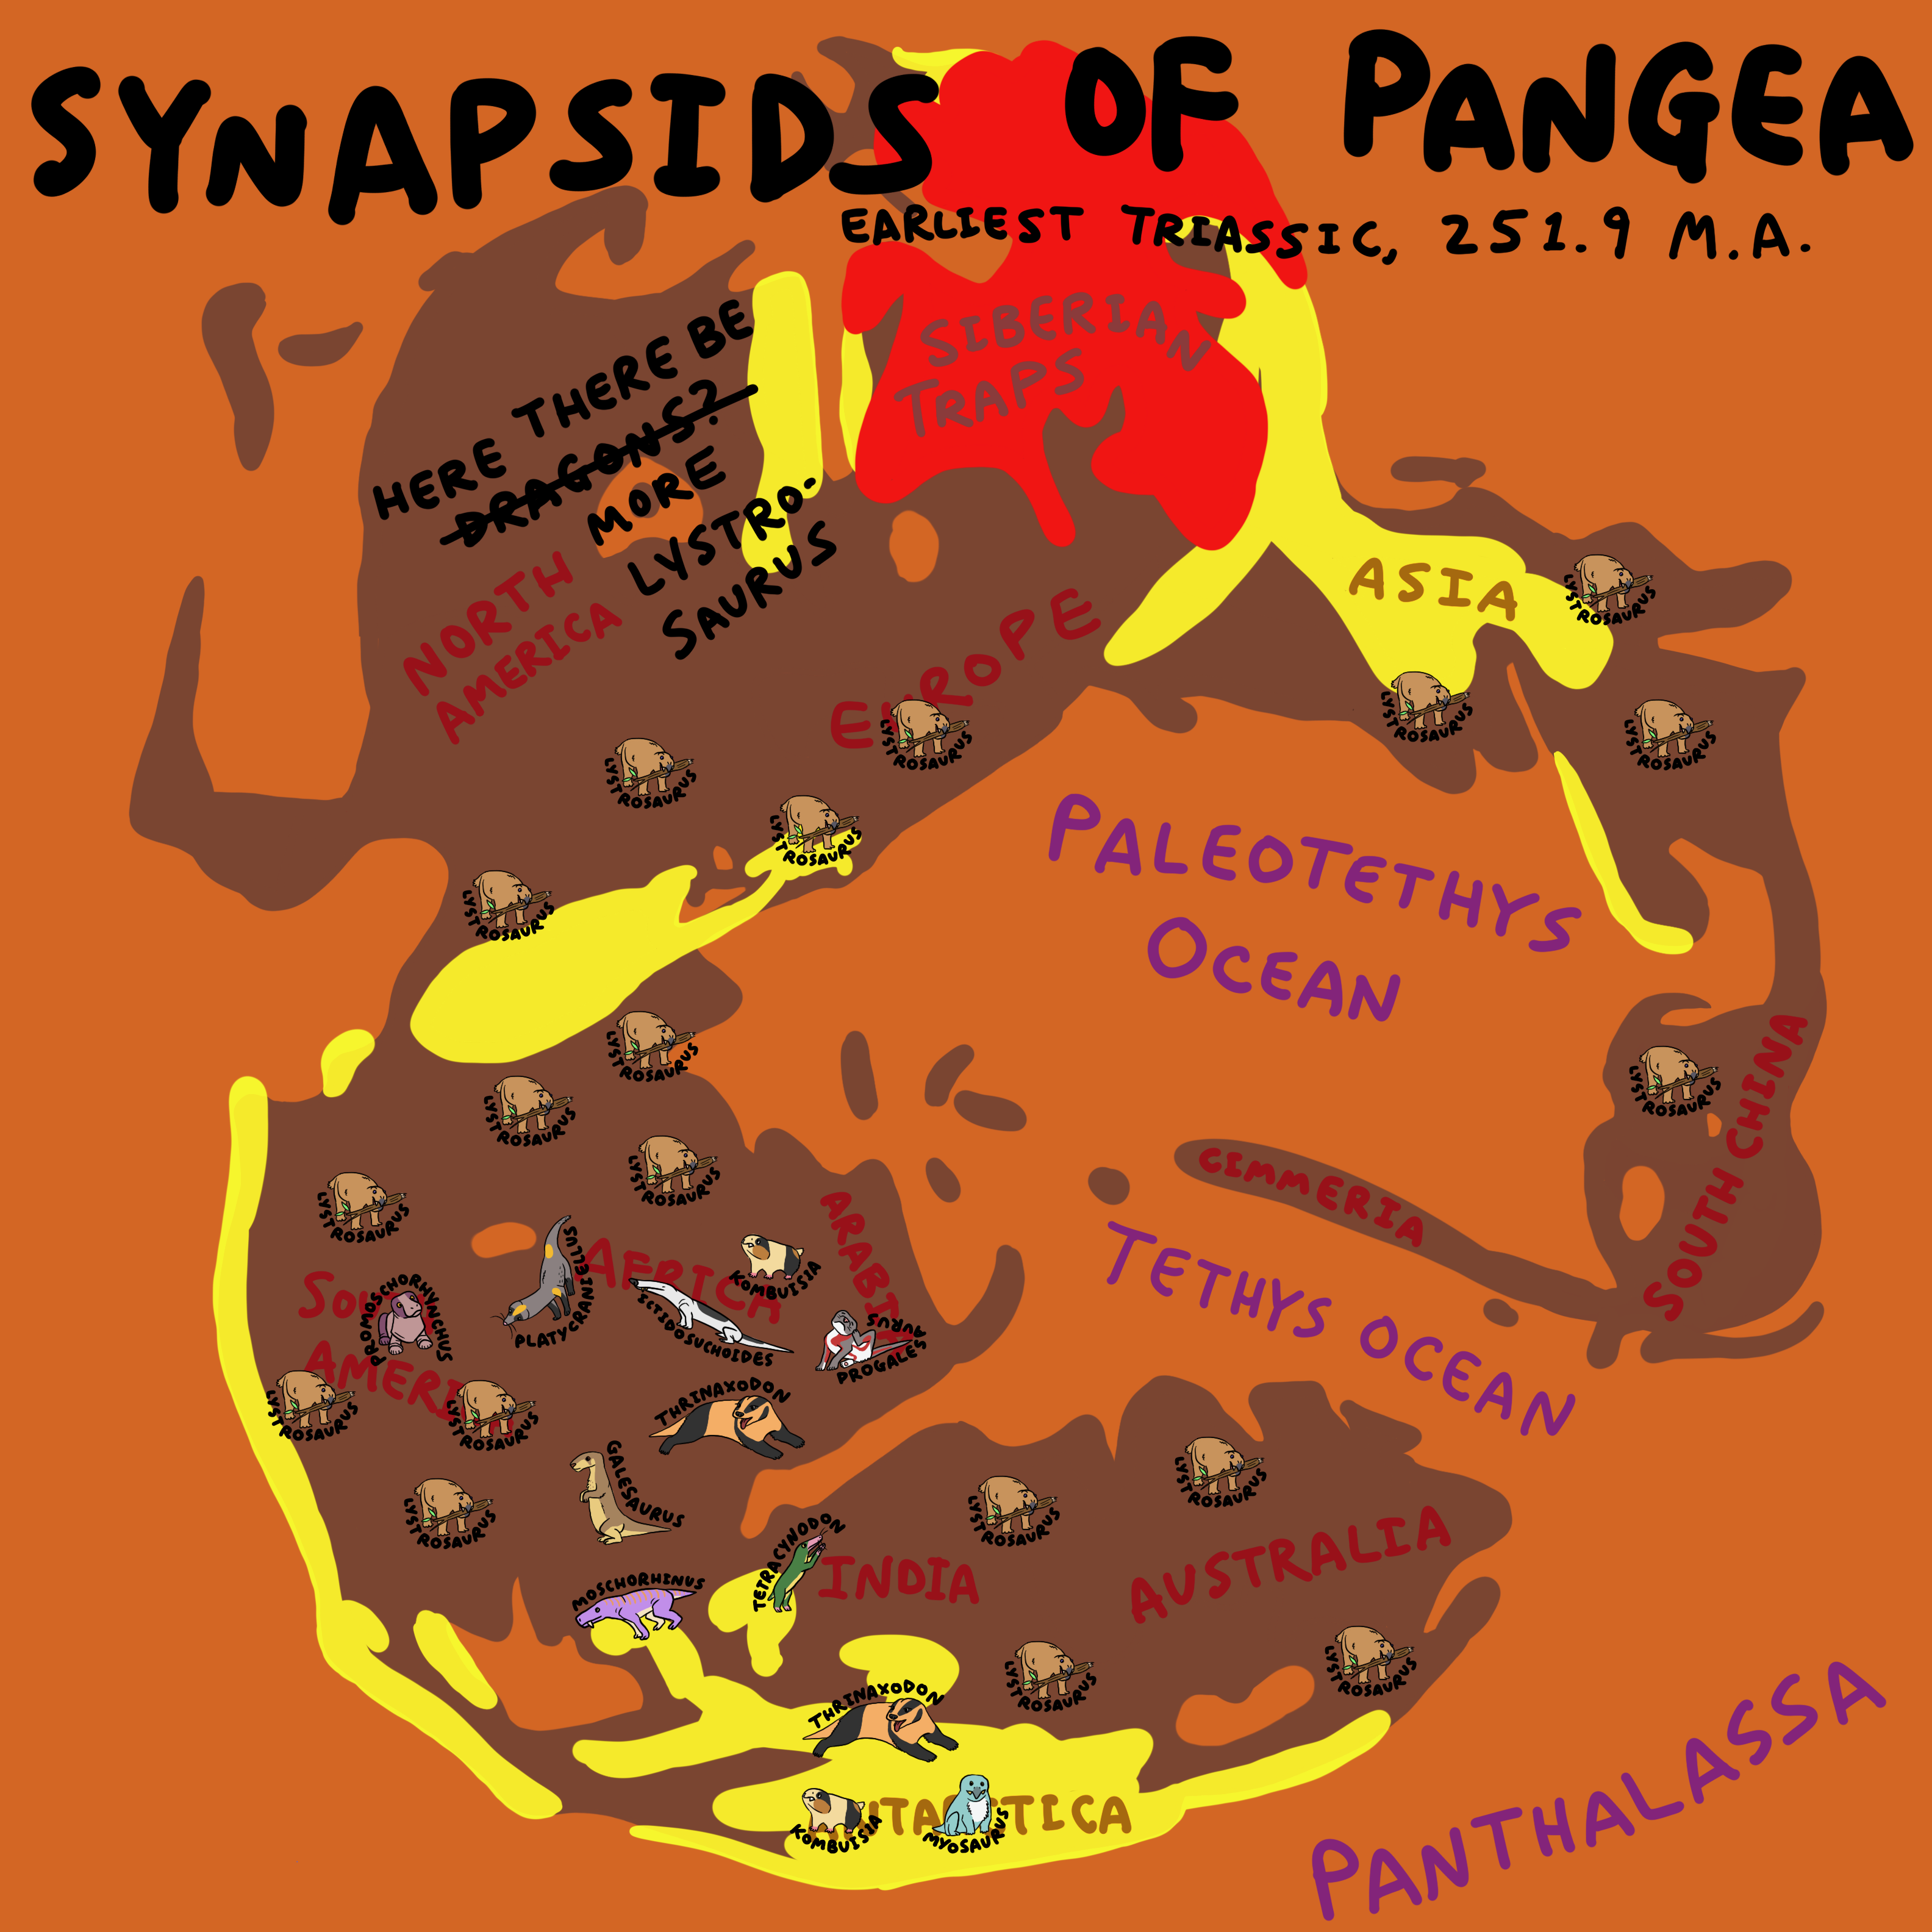 SYNAPSIDS OF PANGEA
EARLIEST TRIASSIC, 251.9 M.A.
SIBERIAN
TRAPS
HERE THERE BE
DRAGONS?
MORE
LYSTRO-
SAURUS
NORTH
AMERICA
ASIA
LYSTROSAURUS
EUROPE
LYSTROSAURUS
LYSTROSAURUS
LYSTROSAURUS
LYSTROSAURUS
LYSTROSAURUS
LYSTROSAURUS
PALEOTETHYS
OCEAN
LYSTROSAURUS
LYSTROSAURUS
SOUTH CHINA
LYSTROSAURUS
LYSTROSAURUS
LYSTROSAURUS
CIMMERIA
TETHYS OCEAN
ARABIA
AFRICA
PLATYCRANIELLUS
KOMBUISIA
ICTIDOSUCHOIDES
PROGALESAURUS
SOUTH
AMERICA
PROMOSCHORHYNCHUS
LYSTROSAURUS
LYSTROSAURUS
THRINAXODON
GALESAURUS
LYSTROSAURUS
LYSTROSAURUS
LYSTROSAURUS
TETRACYNODON
INDIA
AUSTRALIA
MOSCHORHINUS
LYSTROSAURUS
LYSTROSAURUS
THRINAXODON
ANTARCTICA
KOMBUISIA
MYOSAURUS
PANTHALASSA